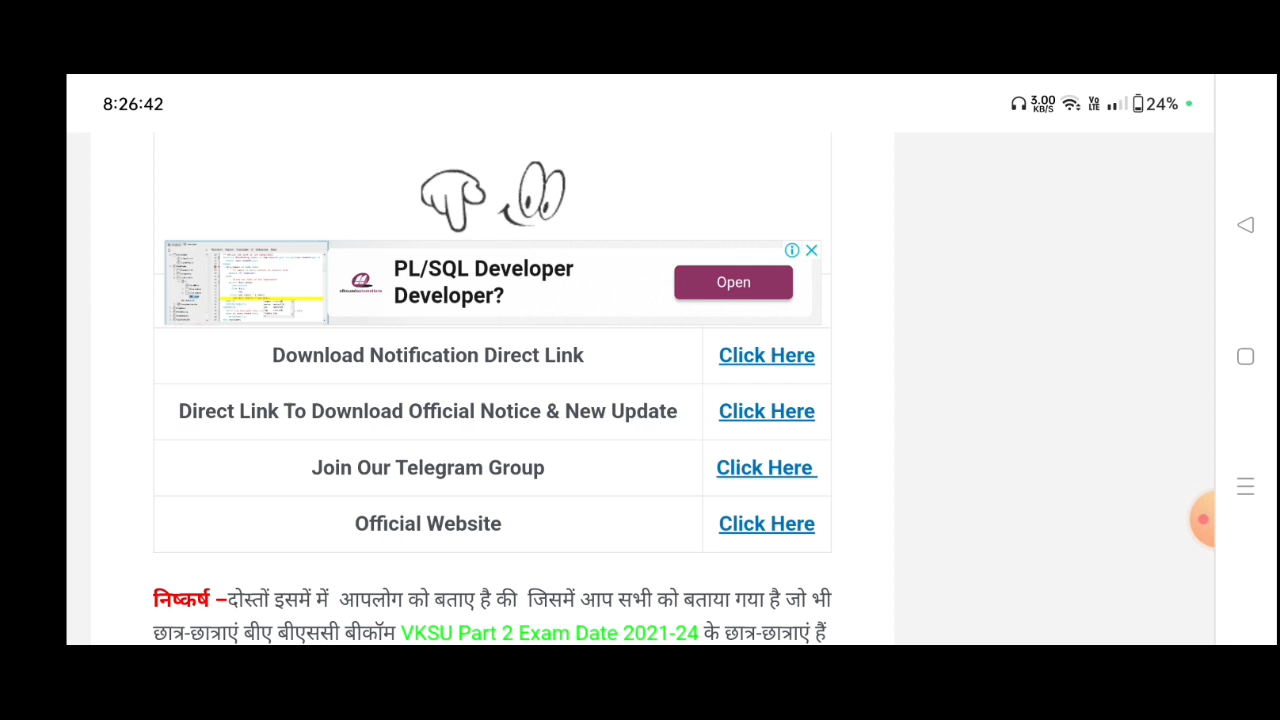 8:26:42 3.00 KB/S Vo LTE 24%
PL/SQL Developer
Developer?
Open
Download Notification Direct Link Click Here
Direct Link To Download Official Notice & New Update Click Here
Join Our Telegram Group Click Here
Official Website Click Here
निष्कर्ष –दोस्तों इसमें में आपलोग को बताए है की जिसमें आप सभी को बताया गया है जो भी
छात्र-छात्राएं बीए बीएससी बीकॉम VKSU Part 2 Exam Date 2021-24 के छात्र-छात्राएं हैं